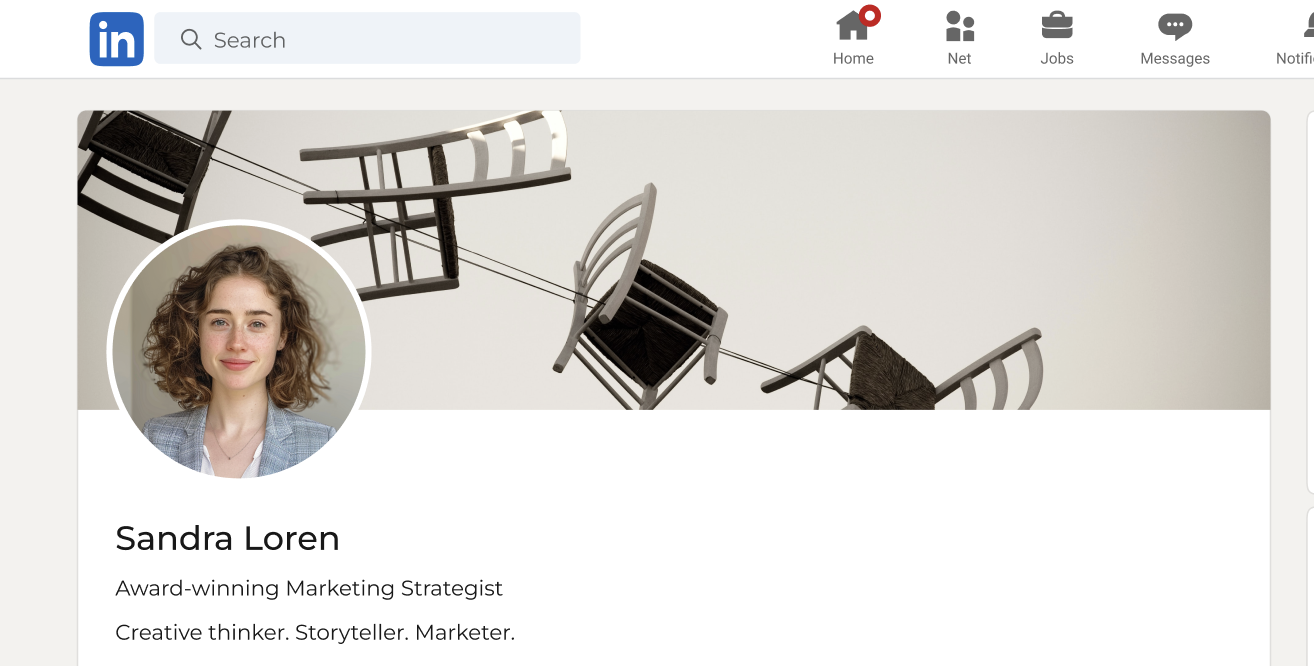 in
Search
Home
Net
Jobs
Messages
Notifi
Sandra Loren
Award-winning Marketing Strategist
Creative thinker. Storyteller. Marketer.